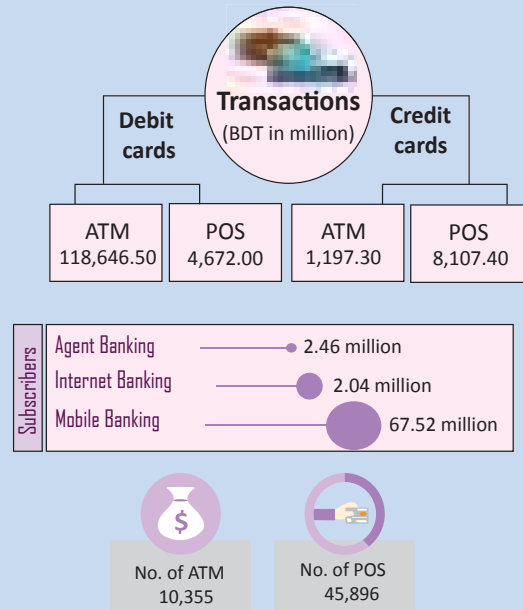 Transactions
(BDT in million)
Debit
cards
Credit
cards
ATM
118,646.50
POS
4,672.00
ATM
1,197.30
POS
8,107.40
Subscribers
Agent Banking 2.46 million
Internet Banking 2.04 million
Mobile Banking 67.52 million
$
No. of ATM
10,355
No. of POS
45,896